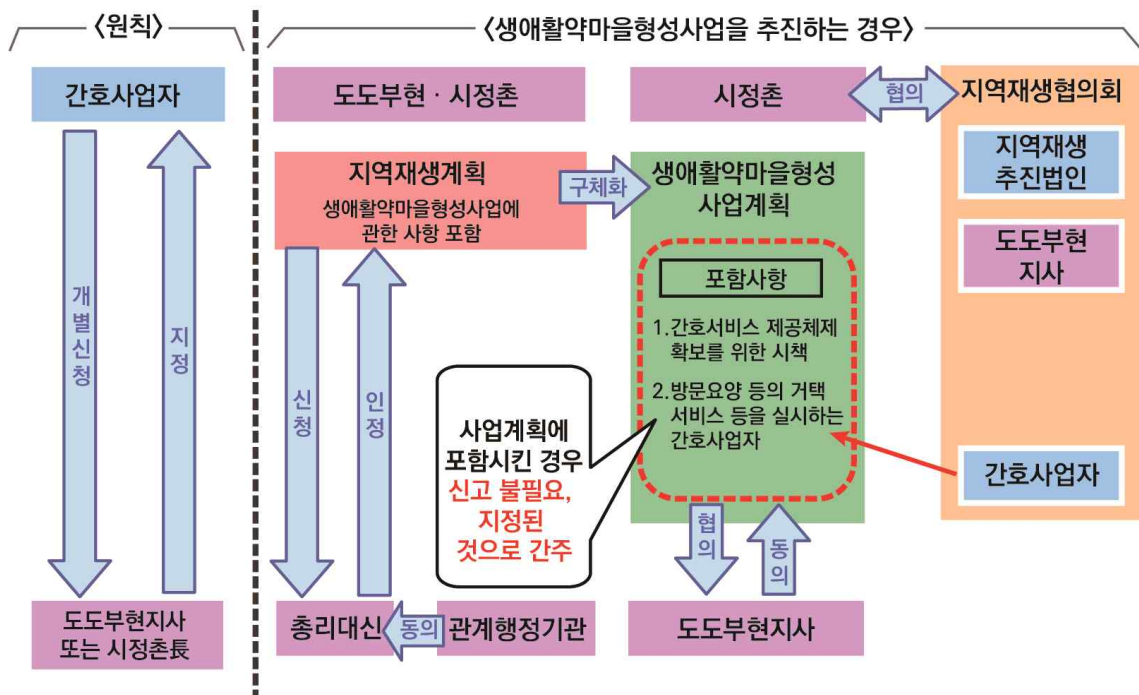 〈원칙〉
간호사업자
개별신청
지정
도도부현지사
또는 시정촌長
〈생애활약마을형성사업을 추진하는 경우〉
도도부현 · 시정촌
시정촌
협의
지역재생협의회
지역재생계획
생애활약마을형성사업에
관한 사항 포함
구체화
생애활약마을형성
사업계획
포함사항
1.간호서비스 제공체제
확보를 위한 시책
2.방문요양 등의 거택
서비스 등을 실시하는
간호사업자
지역재생
추진법인
도도부현
지사
간호사업자
신청
인정
사업계획에
포함시킨 경우
신고 불필요,
지정된
것으로 간주
협의
동의
총리대신
동의
관계행정기관
도도부현지사